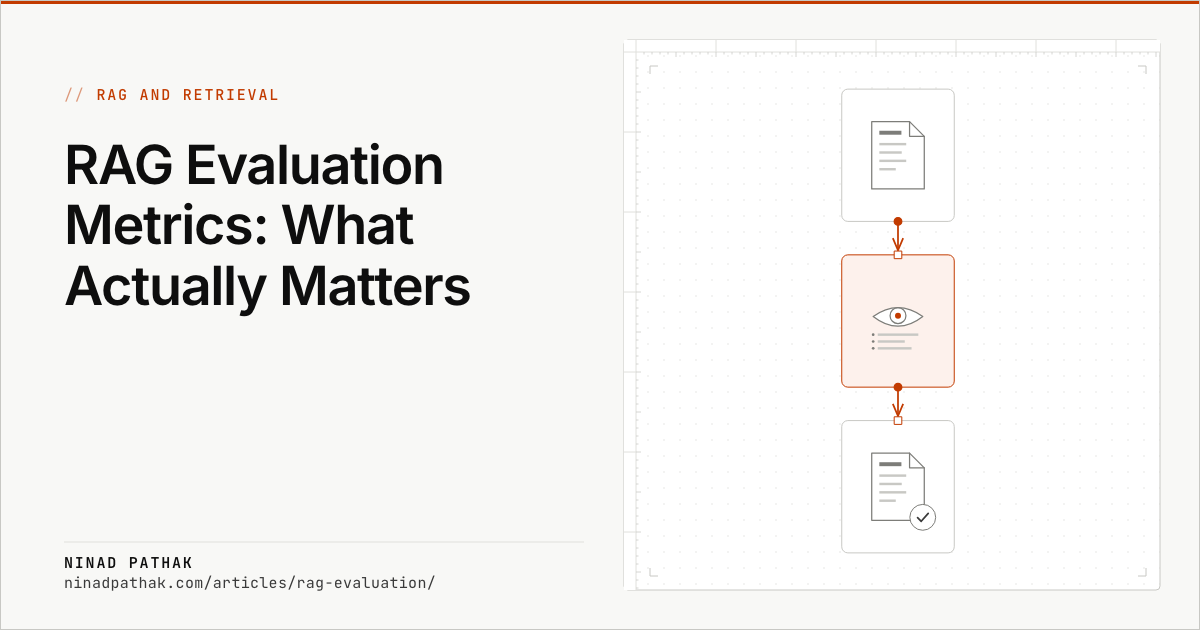 // RAG AND RETRIEVAL
RAG Evaluation
Metrics: What
Actually Matters
NINAD PATHAK
ninadpathak.com/articles/rag-evaluation/